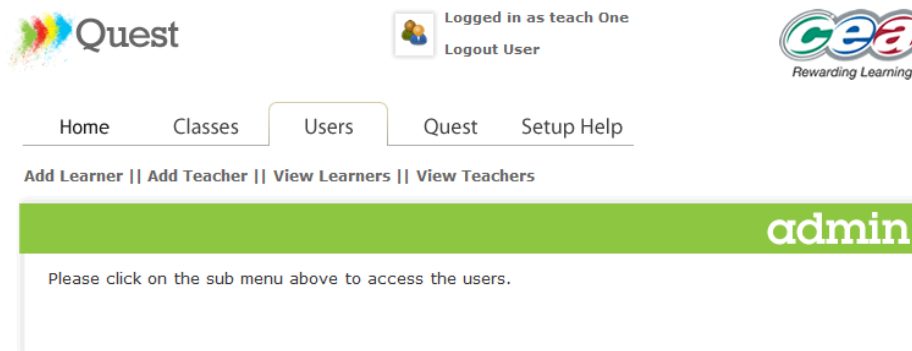 Quest
Logged in as teach One
Logout User
cea
Rewarding Learning
Home Classes Users Quest Setup Help
Add Learner || Add Teacher || View Learners || View Teachers
admin
Please click on the sub menu above to access the users.